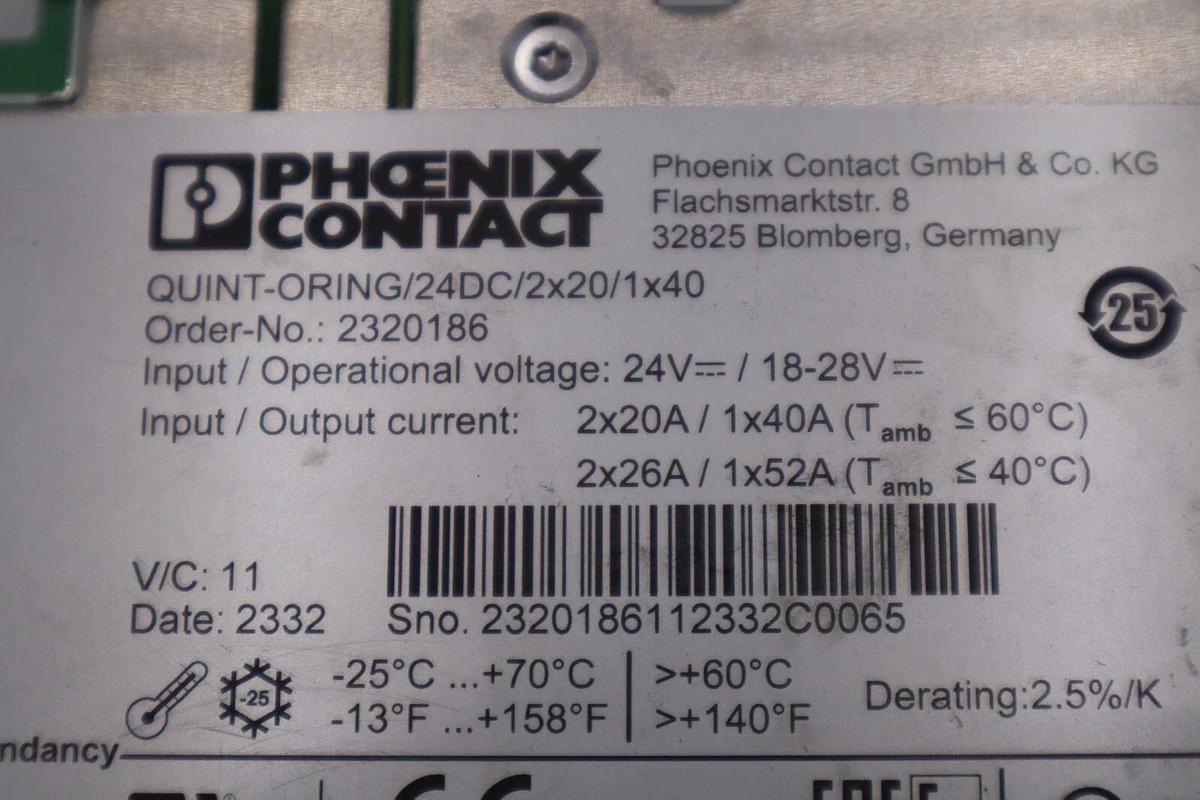 PHŒNIX
CONTACT
Phoenix Contact GmbH & Co. KG
Flachsmarktstr. 8
32825 Blomberg, Germany
QUINT-ORING/24DC/2x20/1x40
25
Order-No.: 2320186
Input / Operational voltage: 24V⎓ / 18-28V⎓
Input / Output current: 2x20A / 1x40A (Tamb ≤ 60°C)
2x26A / 1x52A (Tamb ≤ 40°C)
V/C: 11
Date: 2332 Sno. 2320186112332C0065
-25
-25°C ...+70°C >+60°C
-13°F ...+158°F >+140°F
Derating:2.5%/K
ndancy